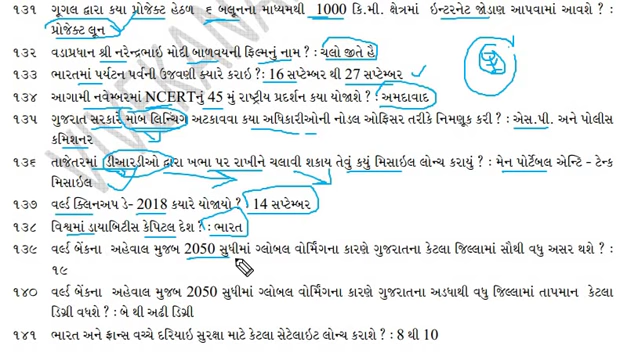 ૧૩૧ ગૂગલ દ્વારા કયા પ્રોજેક્ટ હેઠળ ૬ બલૂનના માધ્યમથી 1000 કિ.મી. ક્ષેત્રમાં ઇન્ટરનેટ જોડાણ આપવામાં આવશે ? :
પ્રોજેક્ટ લૂન
૧૩૨ વડાપ્રધાન શ્રી નરેન્દ્રભાઇ મોદી બાળવયની ફિલ્મનું નામ ? : ચલો જીતે હૈ
૧૩૩ ભારતમાં પર્યટન પર્વની ઉજવણી ક્યારે કરાઇ ? : 16 સપ્ટેમ્બર થી 27 સપ્ટેમ્બર
૧૩૪ આગામી નવેમ્બરમાં NCERTનું 45 મું રાષ્ટ્રીય પ્રદર્શન કયા યોજાશે ? : અમદાવાદ
૧૩૫ ગુજરાત સરકારે મોબ લિન્ચિંગ અટકાવવા કયા અધિકારીઓની નોડલ ઓફિસર તરીકે નિમણૂક કરી ? : એસ.પી. અને પોલીસ
કમિશનર
૧૩૬ તાજેતરમાં ડીઆરડીઓ દ્વારા ખભા પર રાખીને ચલાવી શકાય તેવું કયું મિસાઇલ લોન્ચ કરાયું ? : મેન પોર્ટેબલ એન્ટિ - ટેન્ક
મિસાઇલ
૧૩૭ વર્લ્ડ ક્લિનઅપ ડે- 2018 કયારે યોજાયો ? 14 સપ્ટેમ્બર
૧૩૮ વિશ્વમાં ડાયાબિટીસ કેપિટલ દેશ ? : ભારત
૧૩૯ વર્લ્ડ બેંકના અહેવાલ મુજબ 2050 સુધીમાં ગ્લોબલ વોર્મિંગના કારણે ગુજરાતના કેટલા જિલ્લામાં સૌથી વધુ અસર થશે ? :
૧૯
૧૪૦ વર્લ્ડ બેંકના અહેવાલ મુજબ 2050 સુધીમાં ગ્લોબલ વોર્મિંગના કારણે ગુજરાતના અડધાથી વધુ જિલ્લામાં તાપમાન કેટલા
ડિગ્રી વધશે ? : બે થી અઢી ડિગ્રી
૧૪૧ ભારત અને ફ્રાન્સ વચ્ચે દરિયાઇ સુરક્ષા માટે કેટલા સેટેલાઇટ લોન્ચ કરાશે ? : 8 થી 10